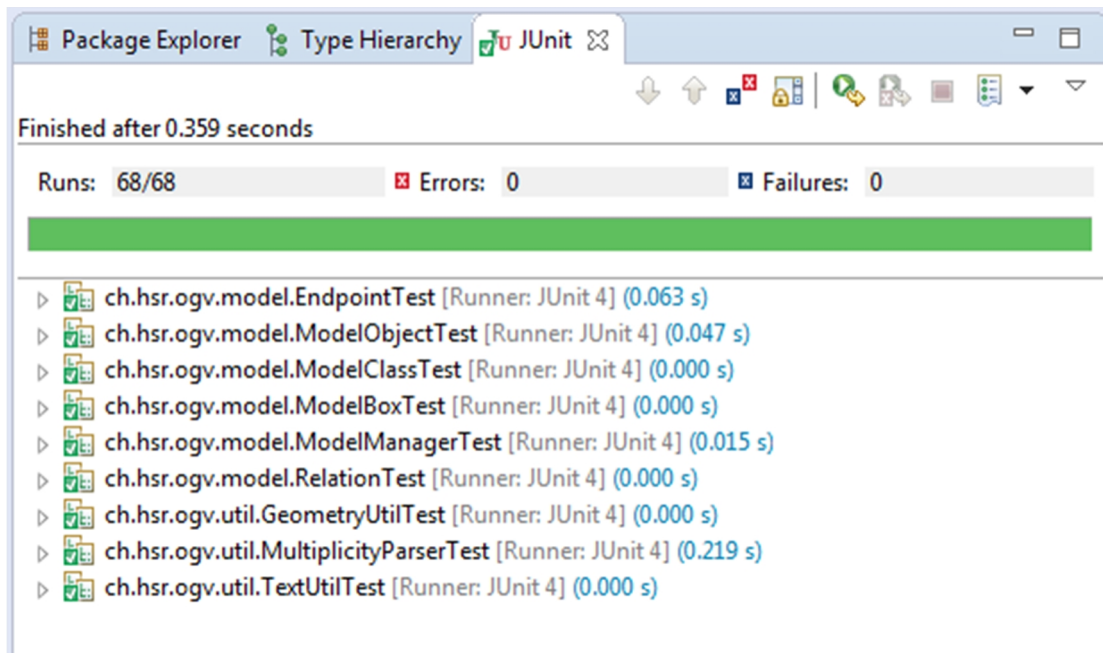 Package Explorer Type Hierarchy JUnit
Finished after 0.359 seconds
Runs: 68/68 Errors: 0 Failures: 0
ch.hsr.ogv.model.EndpointTest [Runner: JUnit 4] (0.063 s)
ch.hsr.ogv.model.ModelObjectTest [Runner: JUnit 4] (0.047 s)
ch.hsr.ogv.model.ModelClassTest [Runner: JUnit 4] (0.000 s)
ch.hsr.ogv.model.ModelBoxTest [Runner: JUnit 4] (0.000 s)
ch.hsr.ogv.model.ModelManagerTest [Runner: JUnit 4] (0.015 s)
ch.hsr.ogv.model.RelationTest [Runner: JUnit 4] (0.000 s)
ch.hsr.ogv.util.GeometryUtilTest [Runner: JUnit 4] (0.000 s)
ch.hsr.ogv.util.MultiplicityParserTest [Runner: JUnit 4] (0.219 s)
ch.hsr.ogv.util.TextUtilTest [Runner: JUnit 4] (0.000 s)